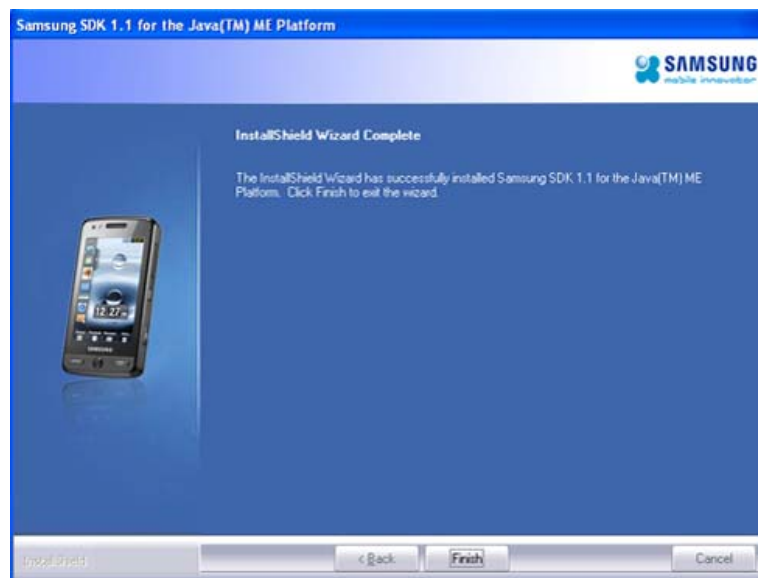 Samsung SDK 1.1 for the Java(TM) ME Platform
SAMSUNG
mobile innovator
InstallShield Wizard Complete
The InstallShield Wizard has successfully installed Samsung SDK 1.1 for the Java(TM) ME
Platform. Click Finish to exit the wizard.
12:27
SAMSUNG
InstallShield
< Back
Finish
Cancel